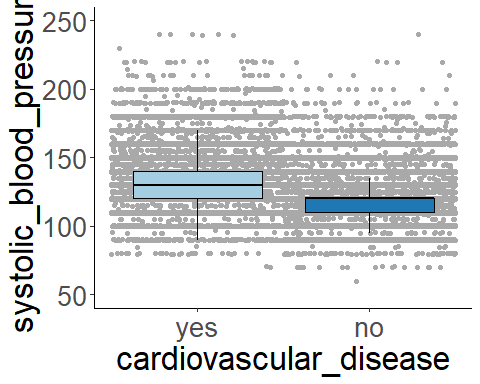 systolic_blood_pressur
250
200
150
100
50
yes
no
cardiovascular_disease